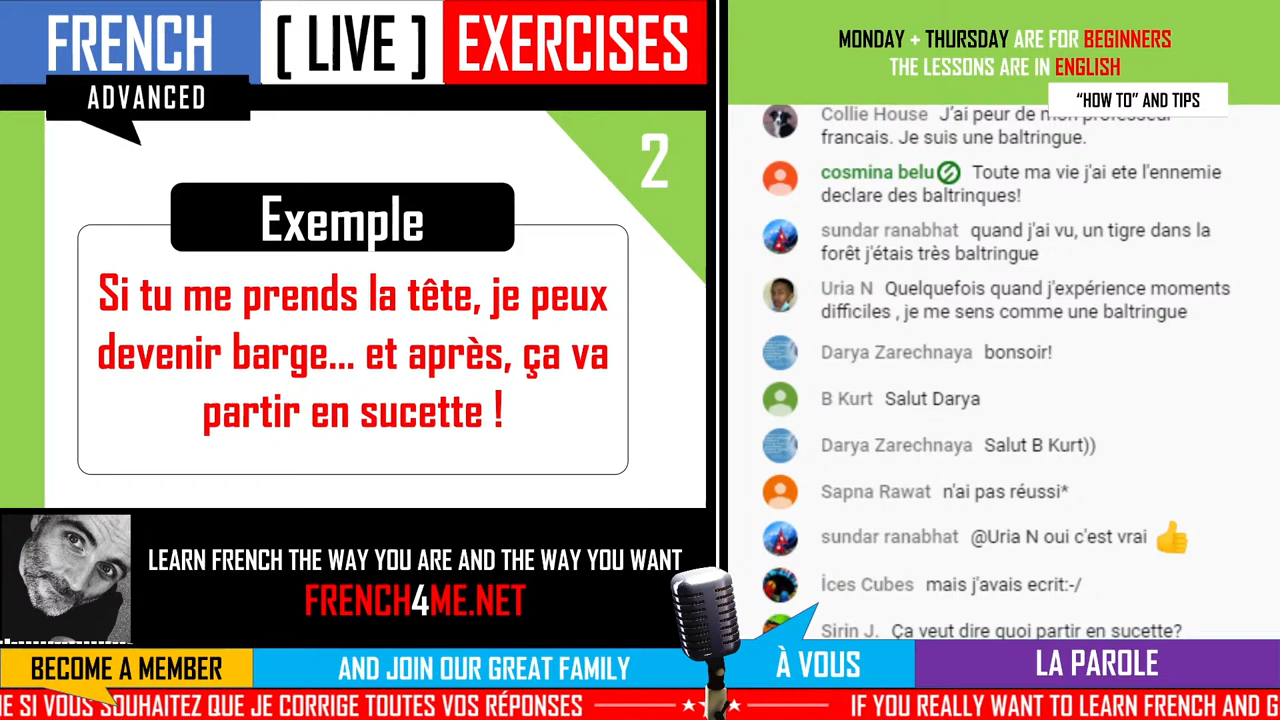 FRENCH [ LIVE ] EXERCISES
ADVANCED
2
Exemple
Si tu me prends la tête, je peux
devenir barge... et après, ça va
partir en sucette !
LEARN FRENCH THE WAY YOU ARE AND THE WAY YOU WANT
FRENCH4ME.NET
MONDAY + THURSDAY ARE FOR BEGINNERS
THE LESSONS ARE IN ENGLISH
“HOW TO” AND TIPS
Collie House J'ai peur de mon professeur
francais. Je suis une baltringue.
cosmina belu Toute ma vie j'ai ete l'ennemie
declare des baltrinques!
sundar ranabhat quand j'ai vu, un tigre dans la
forêt j'étais très baltringue
Uria N Quelquefois quand j'expérience moments
difficiles , je me sens comme une baltringue
Darya Zarechnaya bonsoir!
B Kurt Salut Darya
Darya Zarechnaya Salut B Kurt))
Sapna Rawat n'ai pas réussi*
sundar ranabhat @Uria N oui c'est vrai
İces Cubes mais j'avais ecrit:-/
Sirin J. Ça veut dire quoi partir en sucette?
BECOME A MEMBER AND JOIN OUR GREAT FAMILY À VOUS LA PAROLE
NE SI VOUS SOUHAITEZ QUE JE CORRIGE TOUTES VOS RÉPONSES IF YOU REALLY WANT TO LEARN FRENCH AND G